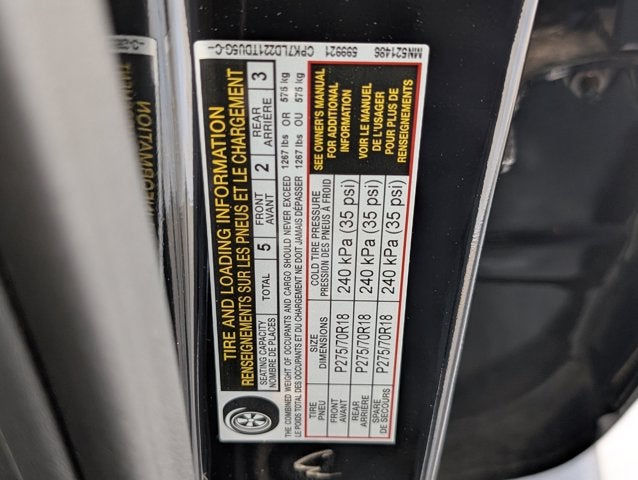 TIRE AND LOADING INFORMATION
RENSEIGNEMENTS SUR LES PNEUS ET LE CHARGEMENT
SEATING CAPACITY
NOMBRE DE PLACES
TOTAL 5
FRONT
AVANT
2
REAR
ARRIÈRE
3
THE COMBINED WEIGHT OF OCCUPANTS AND CARGO SHOULD NEVER EXCEED 1267 lbs OR 575 kg
LE POIDS TOTAL DES OCCUPANTS ET DU CHARGEMENT NE DOIT JAMAIS DÉPASSER 1267 lbs OU 575 kg
TIRE
PNEU
SIZE
DIMENSIONS
COLD TIRE PRESSURE
PRESSION DES PNEUS À FROID
FRONT
AVANT
P275/70R18
240 kPa (35 psi)
REAR
ARRIÈRE
P275/70R18
240 kPa (35 psi)
SPARE
DE SECOURS
P275/70R18
240 kPa (35 psi)
SEE OWNER'S MANUAL
FOR ADDITIONAL
INFORMATION
VOIR LE MANUEL
DE L'USAGER
POUR PLUS DE
RENSEIGNEMENTS
CPK7LD221TDU5G-C-- 599921 MN521486